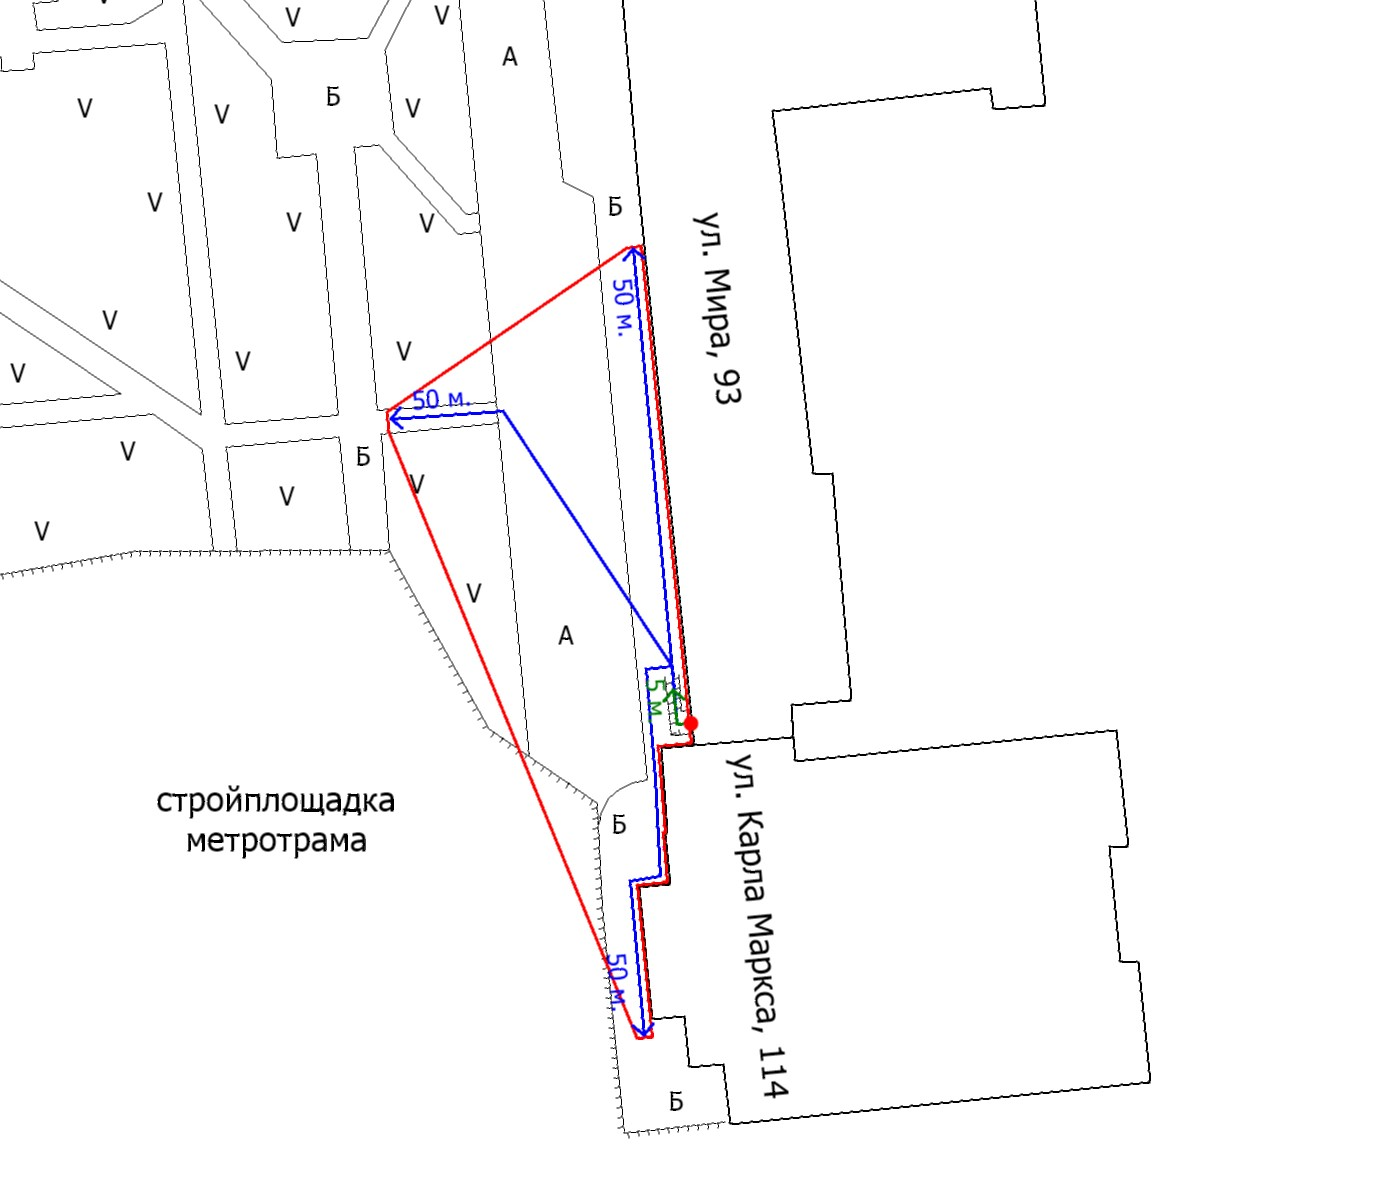 V
V
А
V
Б
V
V
V
Б
V
V
ул. Мира, 93
50 м.
V
V
V
V
50 м.
V
Б
V
V
V
V
А
5 м
ул. Карла Маркса, 114
стройплощадка
метротрама
Б
50 м.
Б